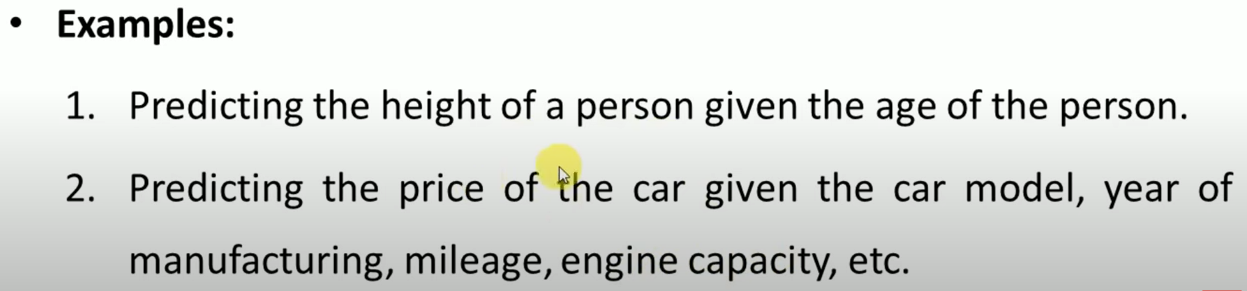 • Examples:
1. Predicting the height of a person given the age of the person.
2. Predicting the price of the car given the car model, year of
manufacturing, mileage, engine capacity, etc.